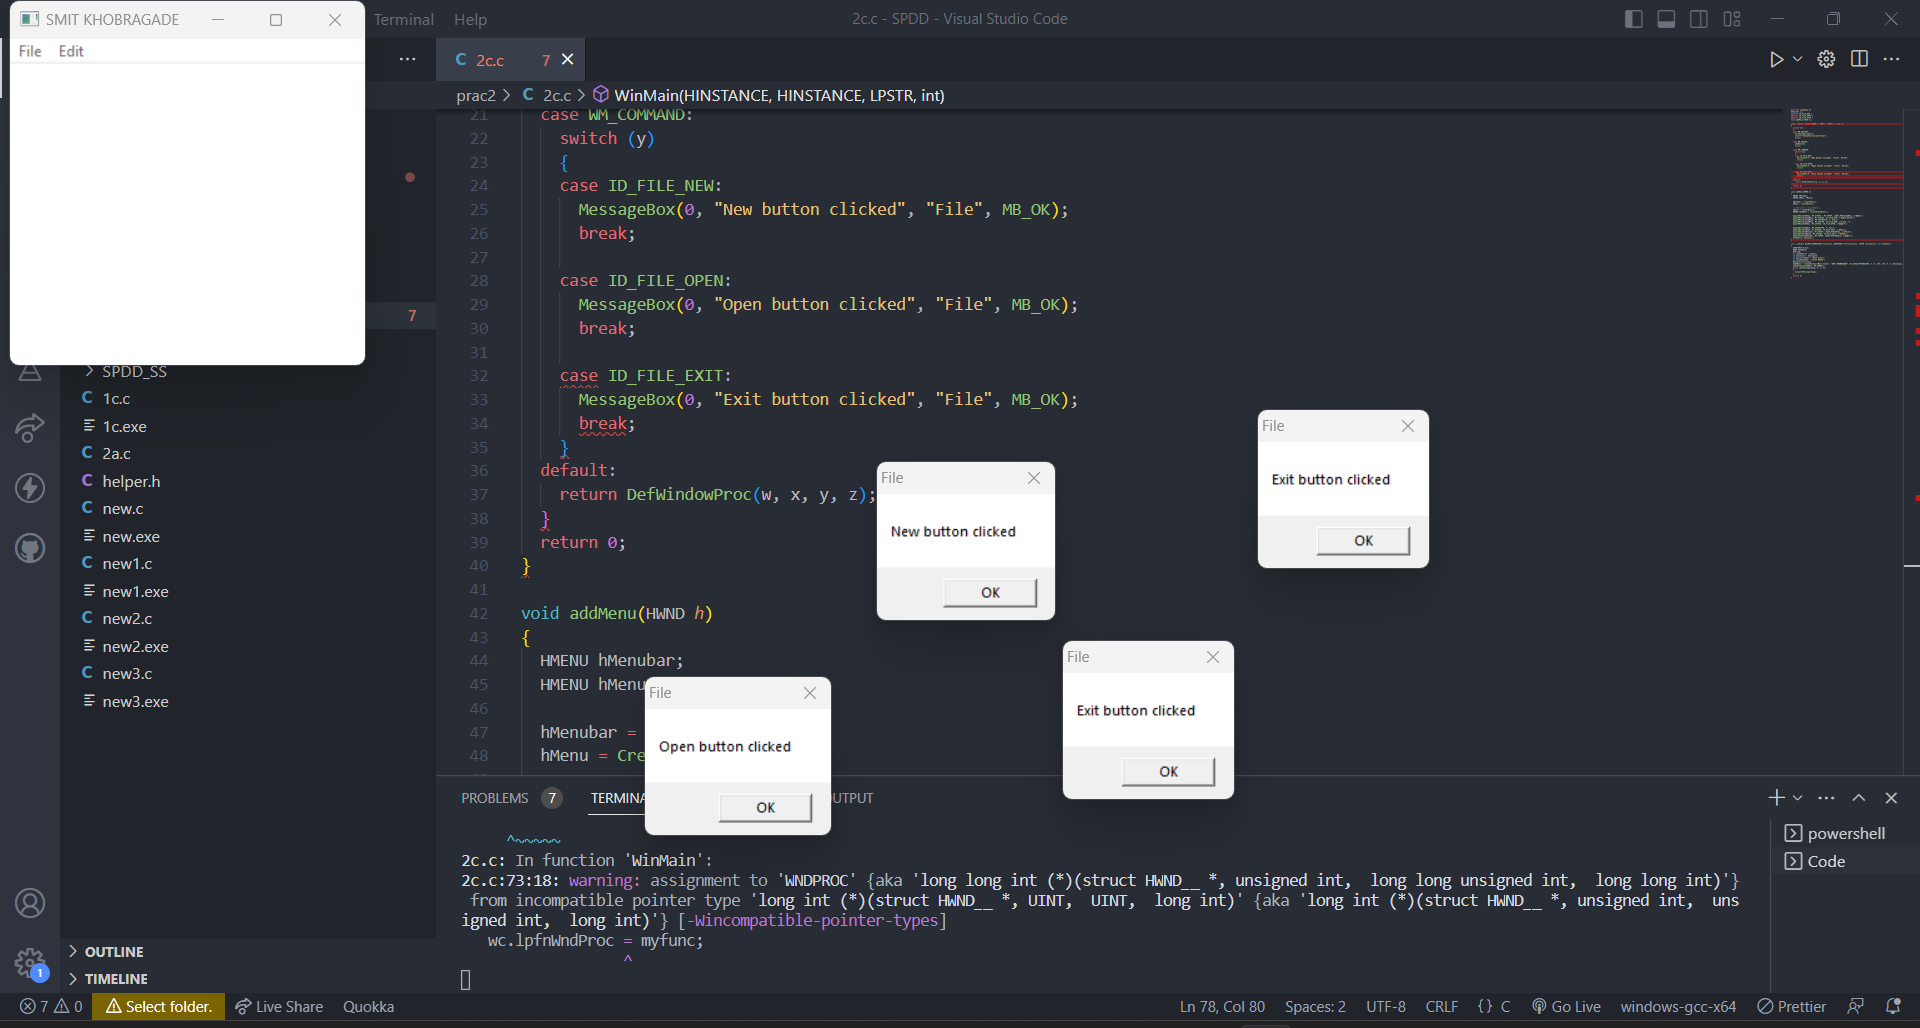 SMIT KHOBRAGADE
File Edit
Terminal Help
2c.c - SPDD - Visual Studio Code
2c.c 7
prac2 > 2c.c > WinMain(HINSTANCE, HINSTANCE, LPSTR, int)
21 case WM_COMMAND:
22 switch (y)
23 {
24 case ID_FILE_NEW:
25 MessageBox(0, "New button clicked", "File", MB_OK);
26 break;
27
28 case ID_FILE_OPEN:
29 MessageBox(0, "Open button clicked", "File", MB_OK);
30 break;
31
32 case ID_FILE_EXIT:
33 MessageBox(0, "Exit button clicked", "File", MB_OK);
34 break;
35 }
36 default:
37 return DefWindowProc(w, x, y, z);
38 }
39 return 0;
40 }
41
42 void addMenu(HWND h)
43 {
44 HMENU hMenubar;
45 HMENU hMenu
46
47 hMenubar =
48 hMenu = Cre
7
SPDD_SS
C 1c.c
1c.exe
C 2a.c
C helper.h
C new.c
new.exe
C new1.c
new1.exe
C new2.c
new2.exe
C new3.c
new3.exe
OUTLINE
TIMELINE
File
New button clicked
OK
File
Exit button clicked
OK
File
Open button clicked
OK
File
Exit button clicked
OK
PROBLEMS 7 TERMINA UTPUT
powershell
Code
^~~~~~
2c.c: In function 'WinMain':
2c.c:73:18: warning: assignment to 'WNDPROC' {aka 'long long int (*)(struct HWND__ *, unsigned int, long long unsigned int, long long int)'}
from incompatible pointer type 'long int (*)(struct HWND__ *, UINT, UINT, long int)' {aka 'long int (*)(struct HWND__ *, unsigned int, uns
igned int, long int)'} [-Wincompatible-pointer-types]
wc.lpfnWndProc = myfunc;
^
1
7 0 Select folder. Live Share Quokka Ln 78, Col 80 Spaces: 2 UTF-8 CRLF {} C Go Live windows-gcc-x64 Prettier